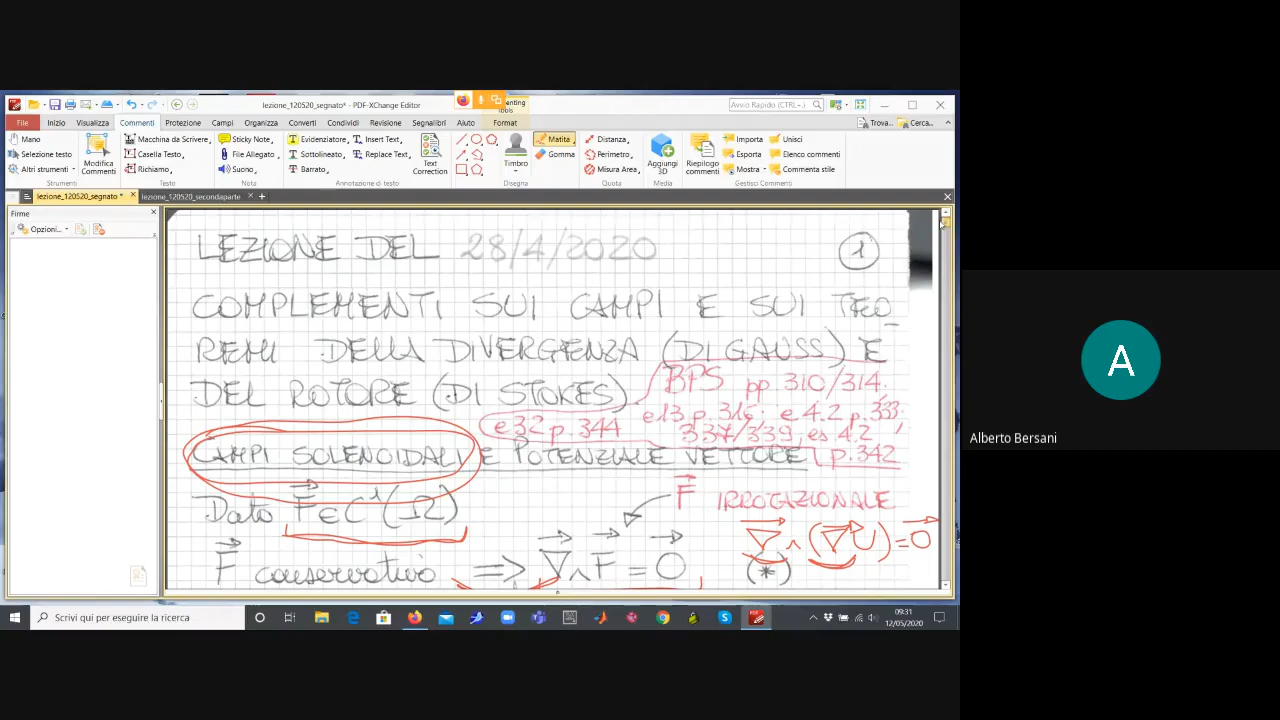 lezione_120520_segnato* - PDF-XChange Editor
Avvio Rapido (CTRL+.)
File Inizio Visualizza Commenti Protezione Campi Organizza Converti Condividi Revisione Segnalibri Aiuto Format
Trova... Cerca...
Mano
Selezione testo
Altri strumenti
Strumenti
Modifica Commenti
Macchina da Scrivere
Casella Testo
Richiamo
Testo
Sticky Note
File Allegato
Suono
Nota
Evidenziatore
Sottolineato
Barrato
Insert Text
Replace Text
Text Correction
Annotazione di testo
Timbro
Matita
Gomma
Disegna
Distanza
Perimetro
Misura Area
Quota
Aggiungi 3D
Media
Riepilogo commenti
Importa
Esporta
Mostra
Unisci
Elenco commenti
Commenta stile
Gestisci Commenti
lezione_120520_segnato * lezione_120520_secondaparte
Firme
Opzioni...
LEZIONE DEL 28/4/2020 1
COMPLEMENTI SUI CAMPI E SUI TEO
REMI DELLA DIVERGENZA (DI GAUSS) E
DEL ROTORE (DI STOKES)
BPS pp. 310/314.
e13 p. 316; e 4.2 p. 333;
e32 p. 344
337/339, es 4.2
p. 342
CAMPI SOLENOIDALI E POTENZIALE VETTORE
Dato F ∈ C¹(Ω)
F IRROTAZIONALE
∇ ∧ (∇U) = 0
F conservativo ⇒ ∇ ∧ F = 0 (*)
Scrivi qui per eseguire la ricerca
09:31
12/05/2020
A
Alberto Bersani